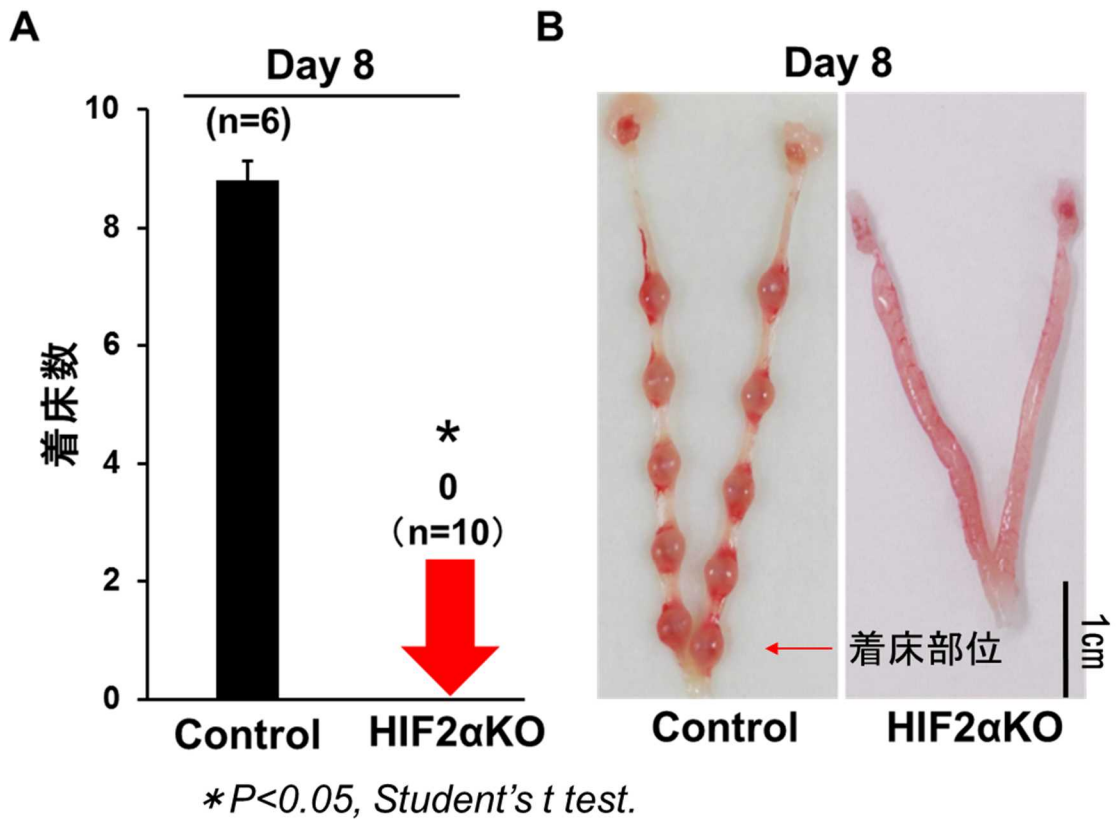 A
Day 8
(n=6)
10
8
6
4
2
0
着床数
*
0
（n=10）
Control
HIF2αKO
*P<0.05, Student's t test.
B
Day 8
着床部位
1cm
Control
HIF2αKO